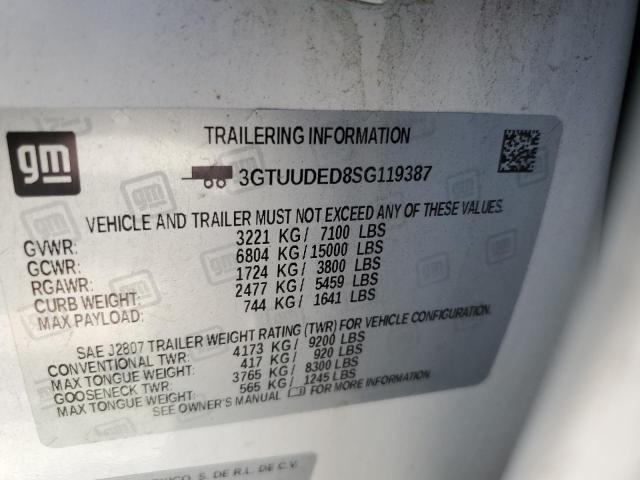 gm
TRAILERING INFORMATION
3GTUUDED8SG119387
VEHICLE AND TRAILER MUST NOT EXCEED ANY OF THESE VALUES.
GVWR: 3221 KG / 7100 LBS
GCWR: 6804 KG / 15000 LBS
RGAWR: 1724 KG / 3800 LBS
CURB WEIGHT: 2477 KG / 5459 LBS
MAX PAYLOAD: 744 KG / 1641 LBS
SAE J2807 TRAILER WEIGHT RATING (TWR) FOR VEHICLE CONFIGURATION.
CONVENTIONAL TWR: 4173 KG / 9200 LBS
MAX TONGUE WEIGHT: 417 KG / 920 LBS
GOOSENECK TWR: 3765 KG / 8300 LBS
MAX TONGUE WEIGHT: 565 KG / 1245 LBS
SEE OWNER'S MANUAL FOR MORE INFORMATION
S. DE R.L. DE C.V.